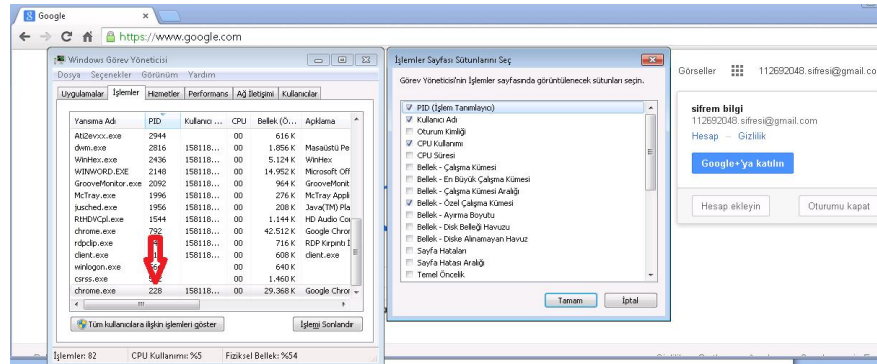 Google
https://www.google.com
Windows Görev Yöneticisi
Dosya Seçenekler Görünüm Yardım
Uygulamalar İşlemler Hizmetler Performans Ağ İletişimi Kullanıcılar
Yansıma Adı PID Kullanıcı ... CPU Bellek (Ö... Açıklama
Ati2evxx.exe 2944 00 616 K
dwm.exe 2816 158118... 00 1.856 K Masaüstü Pe
WinHex.exe 2436 158118... 00 5.124 K WinHex
WINWORD.EXE 2148 158118... 00 14.952 K Microsoft Off
GrooveMonitor.exe 2092 158118... 00 964 K GrooveMonit
McTray.exe 1996 158118... 00 276 K McTray Appli
jusched.exe 1956 158118... 00 208 K Java(TM) Pla
RtHDVCpl.exe 1544 158118... 00 1.144 K HD Audio Cor
chrome.exe 792 158118... 00 42.512 K Google Chror
rdpclip.exe 158118... 00 716 K RDP Kırpıntı İ
client.exe 158118... 00 608 K client.exe
winlogon.exe 00 640 K
csrss.exe 00 1.460 K
chrome.exe 228 158118... 00 29.368 K Google Chror
Tüm kullanıcılara ilişkin işlemleri göster
İşlemi Sonlandır
İşlemler: 82 CPU Kullanımı: %5 Fiziksel Bellek: %54
İşlemler Sayfası Sütunlarını Seç
Görev Yöneticisi'nin İşlemler sayfasında görüntülenecek sütunları seçin.
PID (İşlem Tanımlayıcı)
Kullanıcı Adı
Oturum Kimliği
CPU Kullanımı
CPU Süresi
Bellek - Çalışma Kümesi
Bellek - En Büyük Çalışma Kümesi
Bellek - Çalışma Kümesi Aralığı
Bellek - Özel Çalışma Kümesi
Bellek - Ayırma Boyutu
Bellek - Disk Belleği Havuzu
Bellek - Diske Alınamayan Havuz
Sayfa Hataları
Sayfa Hatası Aralığı
Temel Öncelik
Tamam İptal
Görseller 112692048.sifresi@gmail.co
sifrem bilgi
112692048.sifresi@gmail.com
Hesap – Gizlilik
Google+'ya katılın
Hesap ekleyin Oturumu kapat